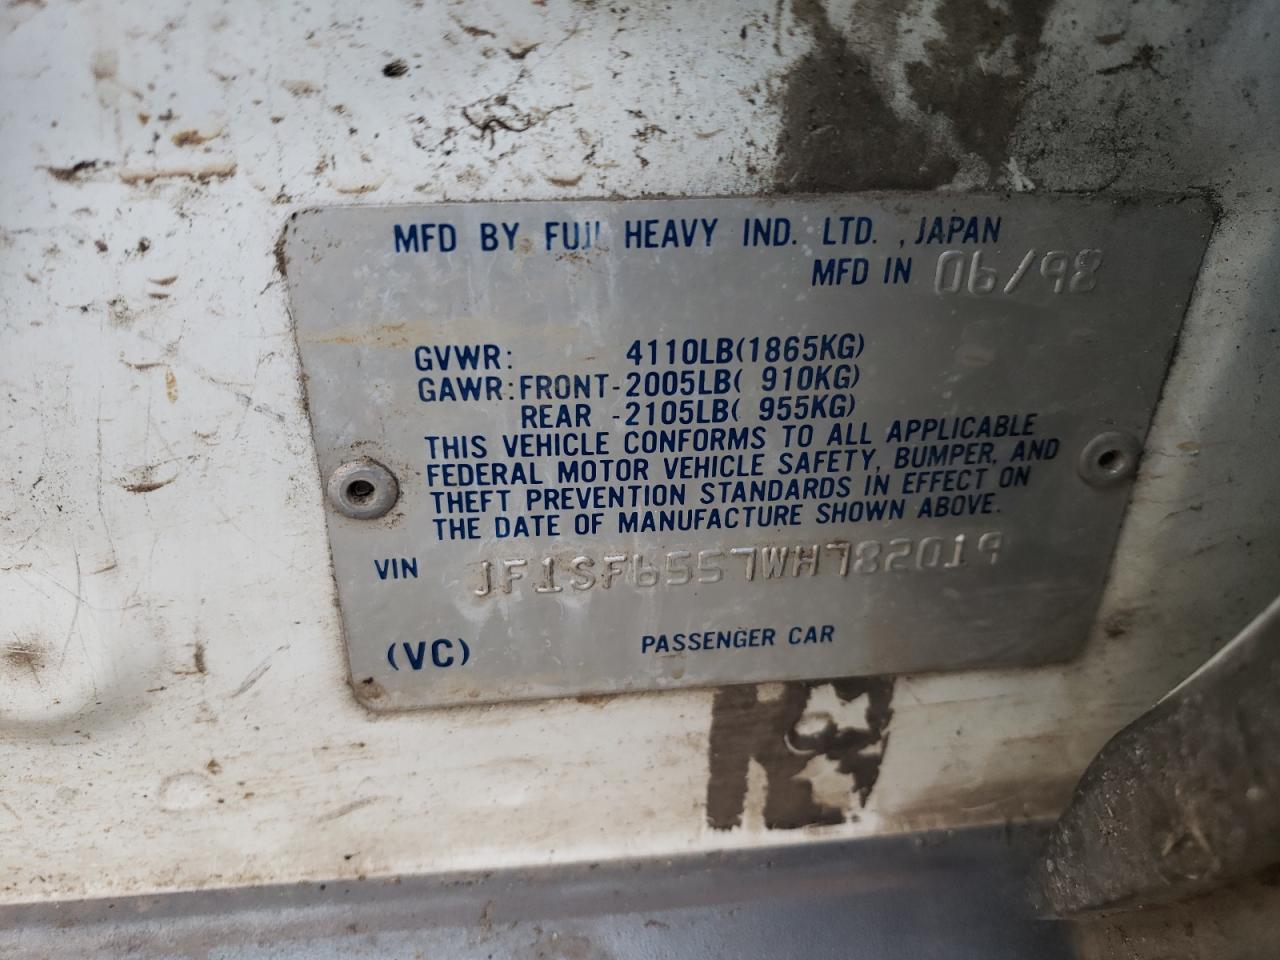 MFD BY FUJI HEAVY IND. LTD. , JAPAN
MFD IN 06/98
GVWR: 4110LB(1865KG)
GAWR:FRONT-2005LB( 910KG)
REAR -2105LB( 955KG)
THIS VEHICLE CONFORMS TO ALL APPLICABLE
FEDERAL MOTOR VEHICLE SAFETY, BUMPER, AND
THEFT PREVENTION STANDARDS IN EFFECT ON
THE DATE OF MANUFACTURE SHOWN ABOVE.
VIN JF1SF6557WH782019
(VC) PASSENGER CAR